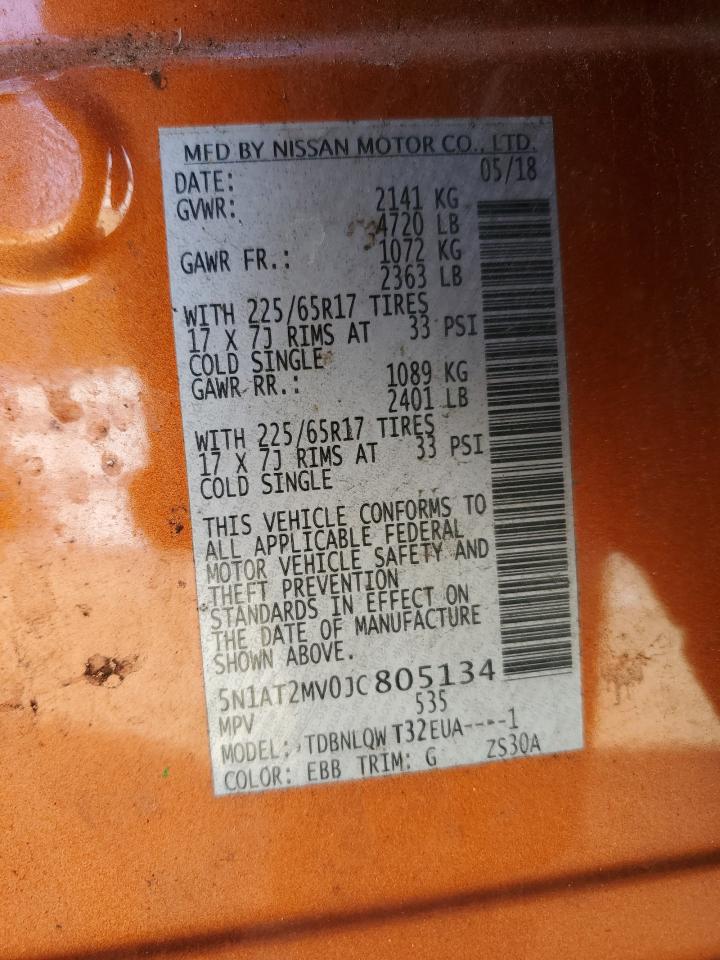 MFD BY NISSAN MOTOR CO., LTD.
DATE: 05/18
GVWR: 2141 KG
4720 LB
GAWR FR.: 1072 KG
2363 LB
WITH 225/65R17 TIRES
17 X 7J RIMS AT 33 PSI
COLD SINGLE
GAWR RR.: 1089 KG
2401 LB
WITH 225/65R17 TIRES
17 X 7J RIMS AT 33 PSI
COLD SINGLE
THIS VEHICLE CONFORMS TO
ALL APPLICABLE FEDERAL
MOTOR VEHICLE SAFETY AND
THEFT PREVENTION
STANDARDS IN EFFECT ON
THE DATE OF MANUFACTURE
SHOWN ABOVE.
5N1AT2MV0JC805134
MPV 535
MODEL: TDBNLQWT32EUA----1
COLOR: EBB TRIM: G ZS30A